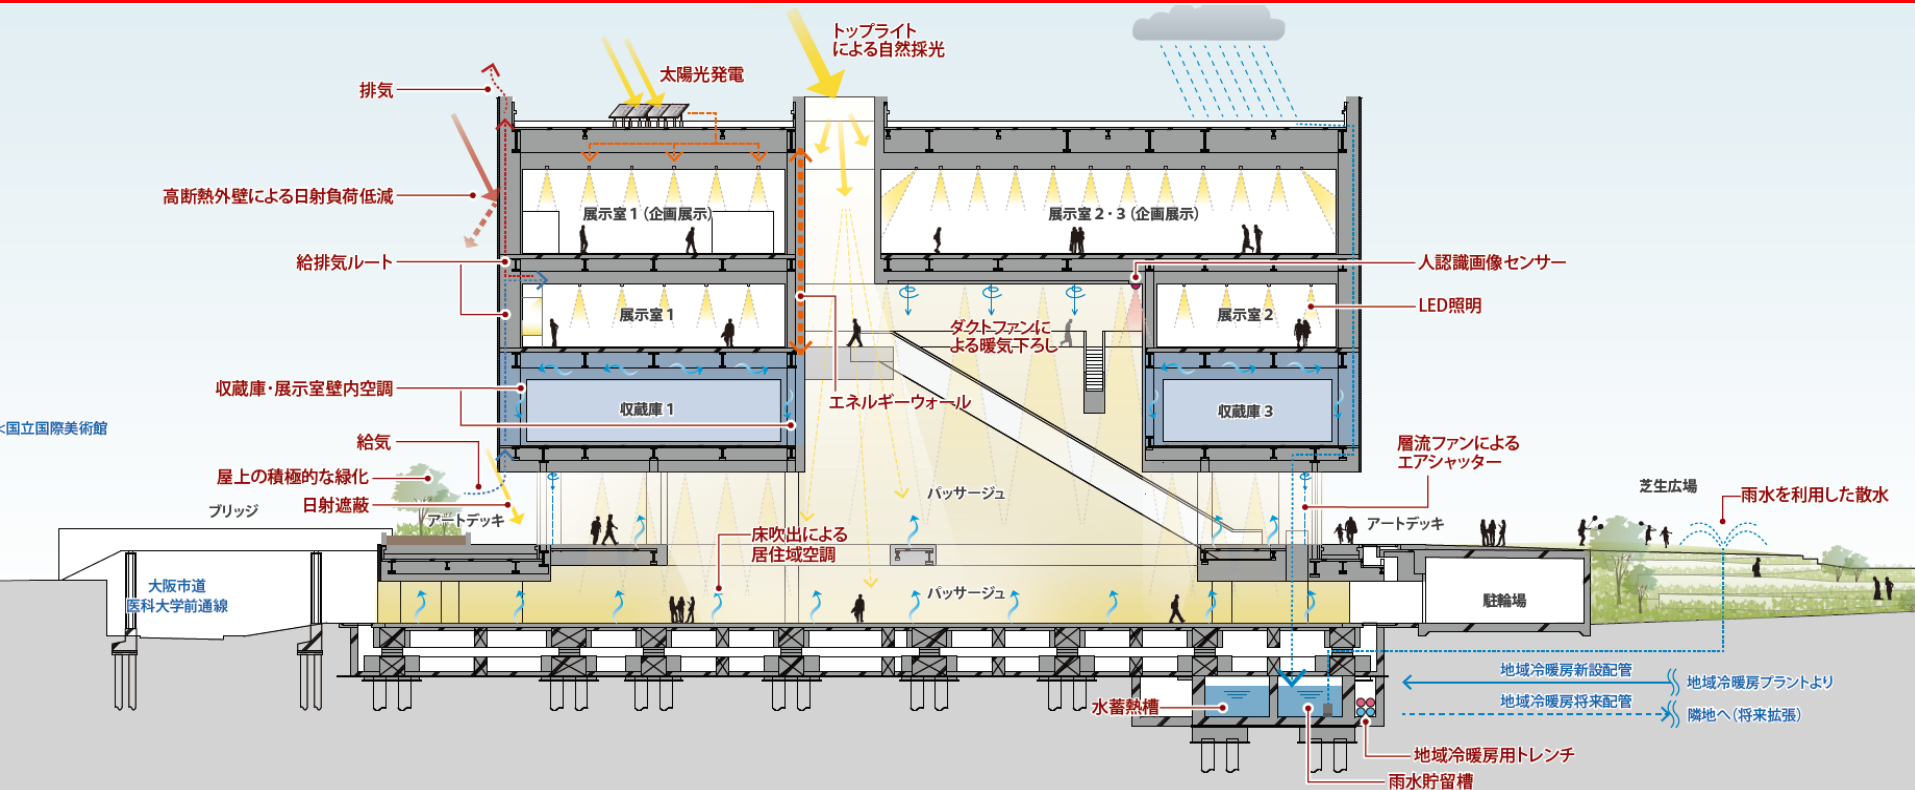 トップライト
による自然採光
太陽光発電
排気
高断熱外壁による日射負荷低減
展示室1(企画展示)
展示室2・3(企画展示)
給排気ルート
人認識画像センサー
LED照明
展示室1
展示室2
ダクトファンに
よる暖気下ろし
収蔵庫・展示室壁内空調
エネルギーウォール
収蔵庫1
収蔵庫3
<国立国際美術館
給気
層流ファンによる
エアシャッター
屋上の積極的な緑化
日射遮蔽
ブリッジ
アートデッキ
パッサージュ
アートデッキ
芝生広場
雨水を利用した散水
床吹出による
居住域空調
大阪市道
医科大学前通線
パッサージュ
駐輪場
地域冷暖房新設配管
地域冷暖房プラントより
水蓄熱槽
地域冷暖房将来配管
隣地へ(将来拡張)
地域冷暖房用トレンチ
雨水貯留槽